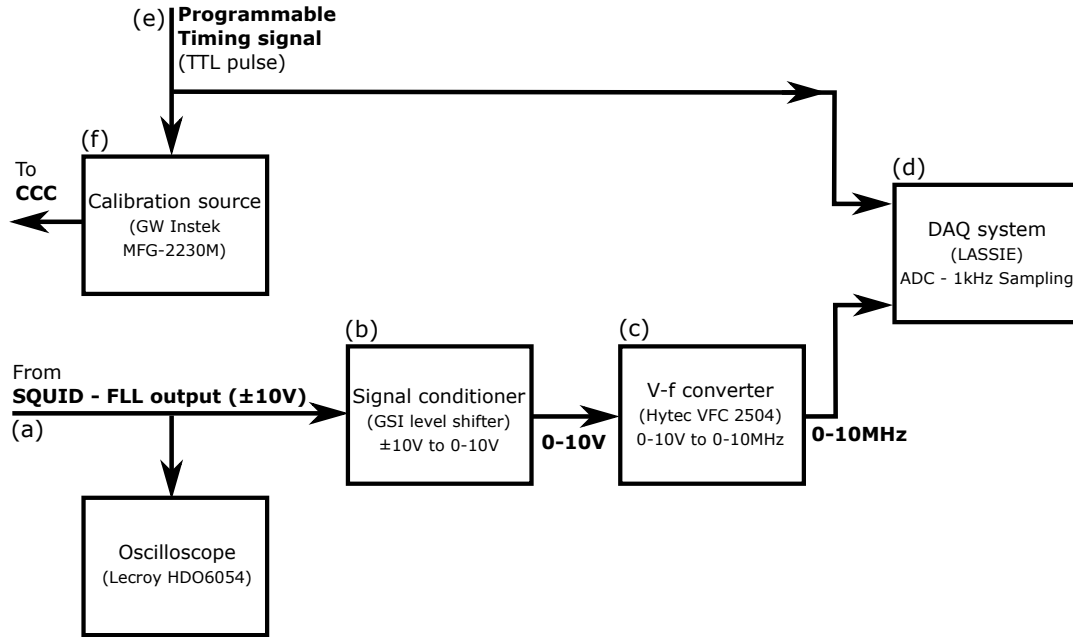 (e)
Programmable
Timing signal
(TTL pulse)
(f)
To
CCC
Calibration source
(GW Instek
MFG-2230M)
(d)
DAQ system
(LASSIE)
ADC - 1kHz Sampling
From
SQUID - FLL output (±10V)
(a)
(b)
Signal conditioner
(GSI level shifter)
±10V to 0-10V
0-10V
(c)
V-f converter
(Hytec VFC 2504)
0-10V to 0-10MHz
0-10MHz
Oscilloscope
(Lecroy HDO6054)